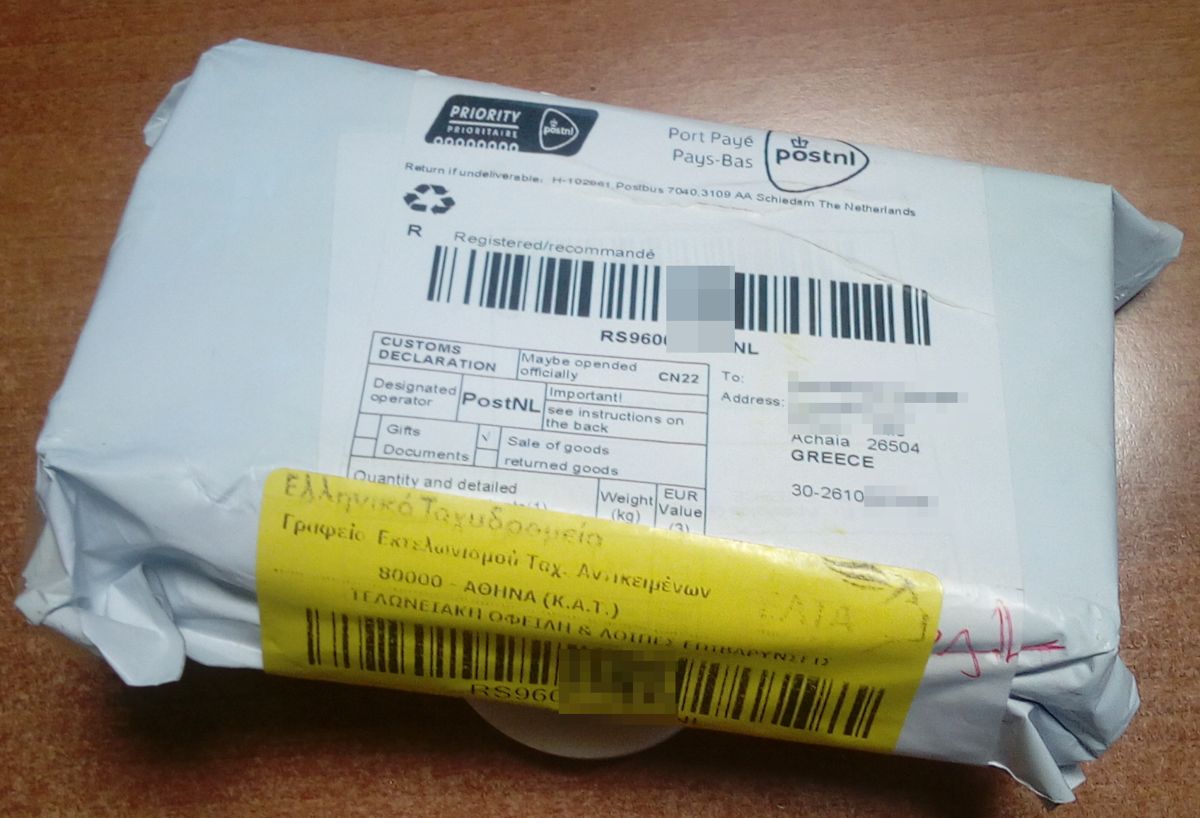 PRIORITY
PRIORITAIRE
postnl
Port Payé
Pays-Bas
postnl
Return if undeliverable: H-102861, Postbus 7040, 3109 AA Schiedam The Netherlands
R Registered/recommandé
RS960 NL
CUSTOMS
DECLARATION
Maybe opended
officially
CN22
Designated
operator
PostNL
Important!
see instructions on
the back
Gifts
Documents
√
Sale of goods
returned goods
Quantity and detailed
Weight
(kg)
EUR
Value
(3)
To:
Address:
Achaia 26504
GREECE
30-2610
Ελληνικά Ταχυδρομεία
Γραφείο Εκτελωνισμού Ταχ. Αντικειμένων
80000 - ΑΘΗΝΑ (Κ.Α.Τ.)
ΤΕΛΩΝΕΙΑΚΗ ΟΦΕΙΛΗ & ΛΟΙΠΕΣ ΕΠΙΒΑΡΥΝΣΕΙΣ
ΕΛΤΑ
RS960